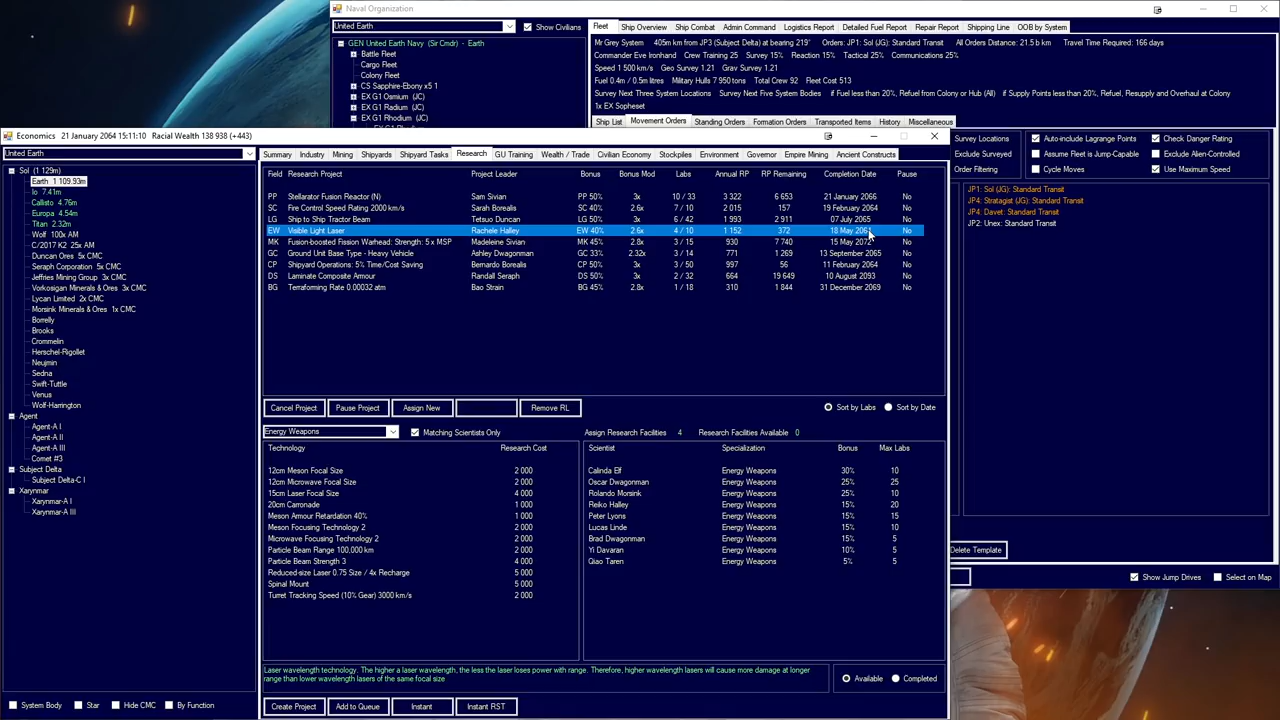 Naval Organization
United Earth
Show Civilians
GEN United Earth Navy (Sir Cmdr) - Earth
Battle Fleet
Cargo Fleet
Colony Fleet
CS Sapphire-Ebony x5 1
EX G1 Osmium (JC)
EX G1 Radium (JC)
EX G1 Rhodium (JC)
Fleet Ship Overview Ship Combat Admin Command Logistics Report Detailed Fuel Report Repair Report Shipping Line OOB by System
Mr Grey System 405m km from JP3 (Subject Delta) at bearing 219° Orders: JP1: Sol (JG): Standard Transit All Orders Distance: 21.5 b km Travel Time Required: 166 days
Commander Eve Ironhand Crew Training 25 Survey 15% Reaction 15% Tactical 25% Communications 25%
Speed 1 500 km/s Geo Survey 1.21 Grav Survey 1.21
Fuel 0.4m / 0.5m litres Military Hulls 7 950 tons Total Crew 92 Fleet Cost 513
Survey Next Three System Locations Survey Next Five System Bodies if Fuel Less than 20%, Refuel from Colony or Hub (All) if Supply Points less than 20%, Refuel, Resupply and Overhaul at Colony
1x EX Sopheset
Ship List Movement Orders Standing Orders Formation Orders Transported Items History Miscellaneous
Economics 21 January 2064 15:11:10 Racial Wealth 138 938 (+443)
United Earth
Sol (1 129m)
Earth 1 109.93m
Io 7.41m
Callisto 4.76m
Europa 4.54m
Titan 2.32m
Wolf 100x AM
C/2017 K2 25x AM
Duncan Ores 5x CMC
Seraph Corporation 5x CMC
Jeffries Mining Group 3x CMC
Vorkosigan Minerals & Ores 3x CMC
Lycan Limited 2x CMC
Morsink Minerals & Ores 1x CMC
Borrelly
Brooks
Crommelin
Herschel-Rigollet
Neujmin
Sedna
Swift-Tuttle
Venus
Wolf-Harrington
Agent
Agent-A I
Agent-A II
Agent-A III
Comet #3
Subject Delta
Subject Delta-C I
Xarynmar
Xarynmar-A I
Xarynmar-A III
System Body Star Hide CMC By Function
Summary Industry Mining Shipyards Shipyard Tasks Research GU Training Wealth / Trade Civilian Economy Stockpiles Environment Governor Empire Mining Ancient Constructs
Field Research Project Project Leader Bonus Bonus Mod Labs Annual RP RP Remaining Completion Date Pause
PP Stellarator Fusion Reactor (N) Sam Sivian PP 50% 3x 10 / 33 3 322 6 653 21 January 2066 No
SC Fire Control Speed Rating 2000 km/s Sarah Borealis SC 40% 2.6x 7 / 10 2 015 157 19 February 2064 No
LG Ship to Ship Tractor Beam Tetsuo Duncan LG 50% 3x 6 / 42 1 993 2 911 07 July 2065 No
EW Visible Light Laser Rachele Halley EW 40% 2.6x 4 / 10 1 152 372 18 May 2064 No
MK Fusion-boosted Fission Warhead: Strength: 5 x MSP Madeleine Sivian MK 45% 2.8x 3 / 15 930 7 740 15 May 2072 No
GC Ground Unit Base Type - Heavy Vehicle Ashley Dwagonman GC 33% 2.32x 3 / 14 771 1 269 13 September 2065 No
CP Shipyard Operations: 5% Time/Cost Saving Bernardo Borealis CP 50% 3x 3 / 50 997 56 11 February 2064 No
DS Laminate Composite Armour Randall Seraph DS 50% 3x 2 / 32 664 19 649 10 August 2093 No
BG Terraforming Rate 0.00032 atm Bao Strain BG 45% 2.8x 1 / 18 310 1 844 31 December 2069 No
Cancel Project Pause Project Assign New Remove RL Sort by Labs Sort by Date
Energy Weapons Matching Scientists Only Assign Research Facilities 4 Research Facilities Available 0
Technology Research Cost
12cm Meson Focal Size 2 000
12cm Microwave Focal Size 2 000
15cm Laser Focal Size 4 000
20cm Carronade 1 000
Meson Armour Retardation 40% 1 000
Meson Focusing Technology 2 2 000
Microwave Focusing Technology 2 2 000
Particle Beam Range 100,000 km 2 000
Particle Beam Strength 3 4 000
Reduced-size Laser 0.75 Size / 4x Recharge 5 000
Spinal Mount 5 000
Turret Tracking Speed (10% Gear) 3000 km/s 2 000
Scientist Specialization Bonus Max Labs
Calinda Elf Energy Weapons 30% 10
Oscar Dwagonman Energy Weapons 25% 25
Rolando Morsink Energy Weapons 25% 10
Reiko Halley Energy Weapons 15% 20
Peter Lyons Energy Weapons 15% 15
Lucas Linde Energy Weapons 15% 10
Brad Dwagonman Energy Weapons 15% 5
Yi Davaran Energy Weapons 10% 5
Qiao Taren Energy Weapons 5% 5
Laser wavelength technology. The higher a laser wavelength, the less the laser loses power with range. Therefore, higher wavelength lasers will cause more damage at longer
range than lower wavelength lasers of the same focal size
Available Completed
Create Project Add to Queue Instant Instant RST
Survey Locations Auto-include Lagrange Points Check Danger Rating
Exclude Surveyed Assume Fleet is Jump-Capable Exclude Alien-Controlled
Order Filtering Cycle Moves Use Maximum Speed
JP1: Sol (JG): Standard Transit
JP4: Stratagist (JG): Standard Transit
JP4: Davet: Standard Transit
JP2: Unex: Standard Transit
Delete Template
Show Jump Drives Select on Map